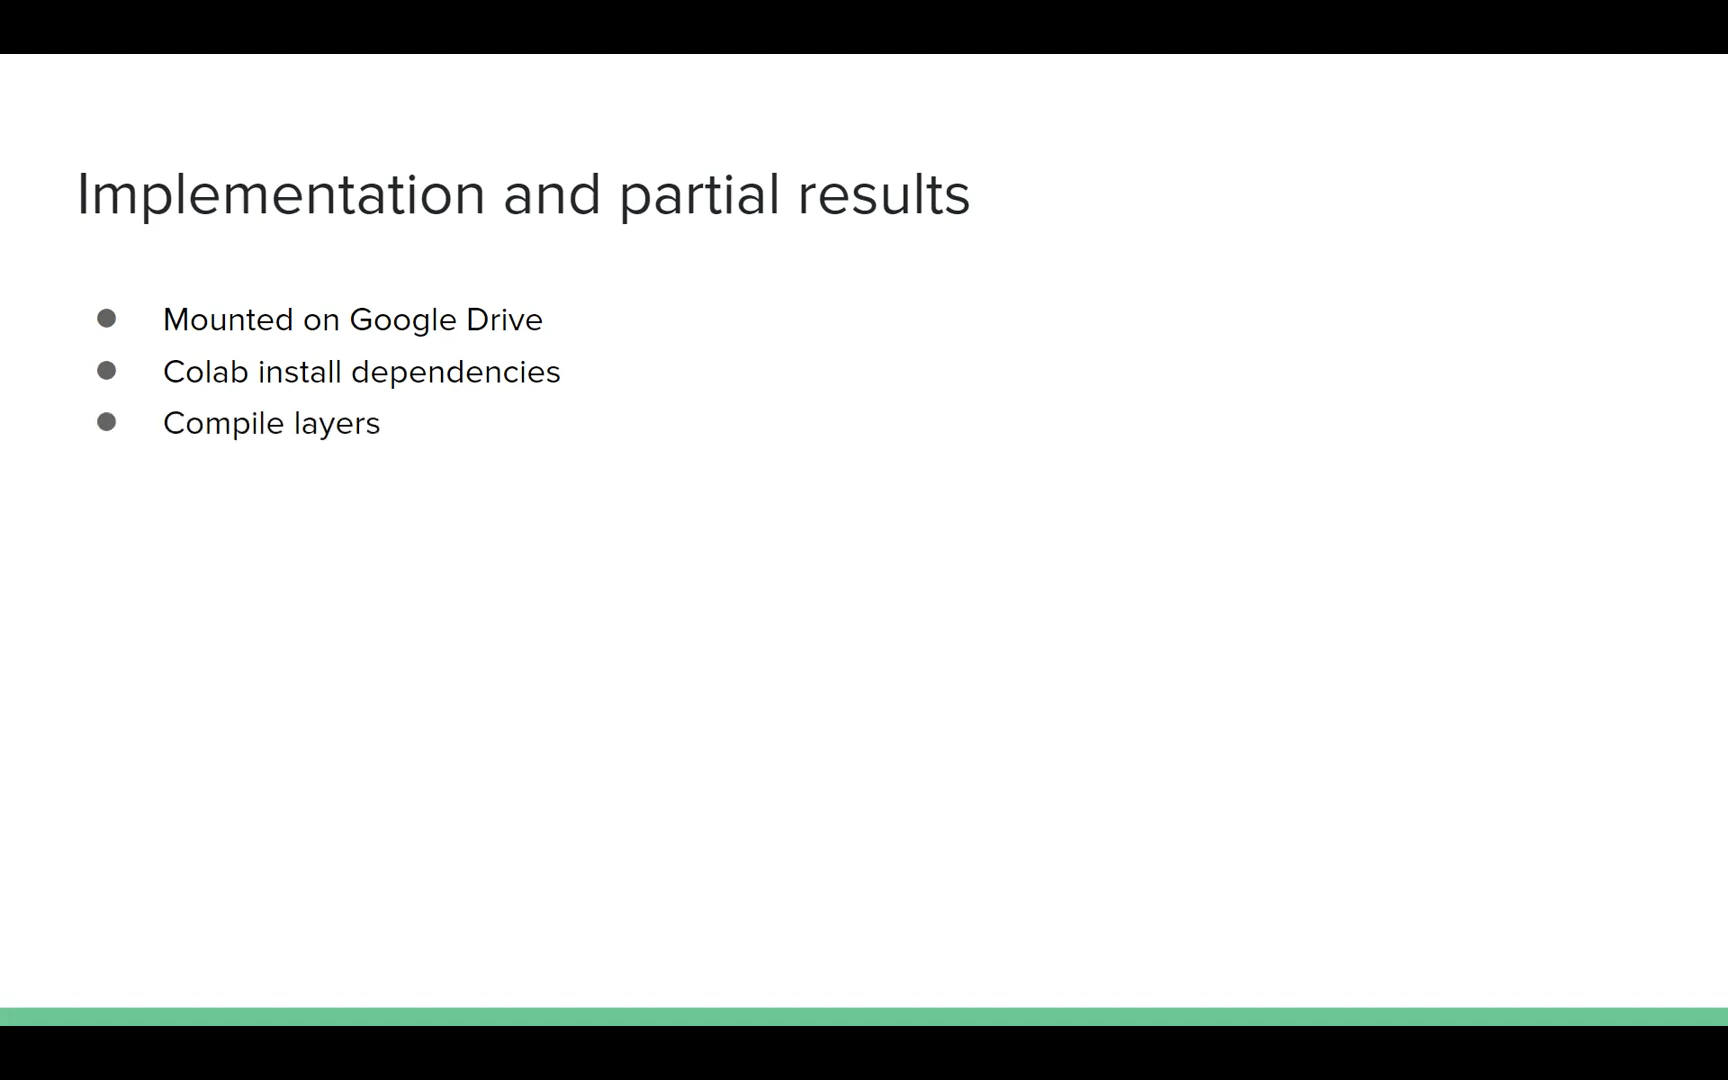 Implementation and partial results
Mounted on Google Drive
Colab install dependencies
Compile layers